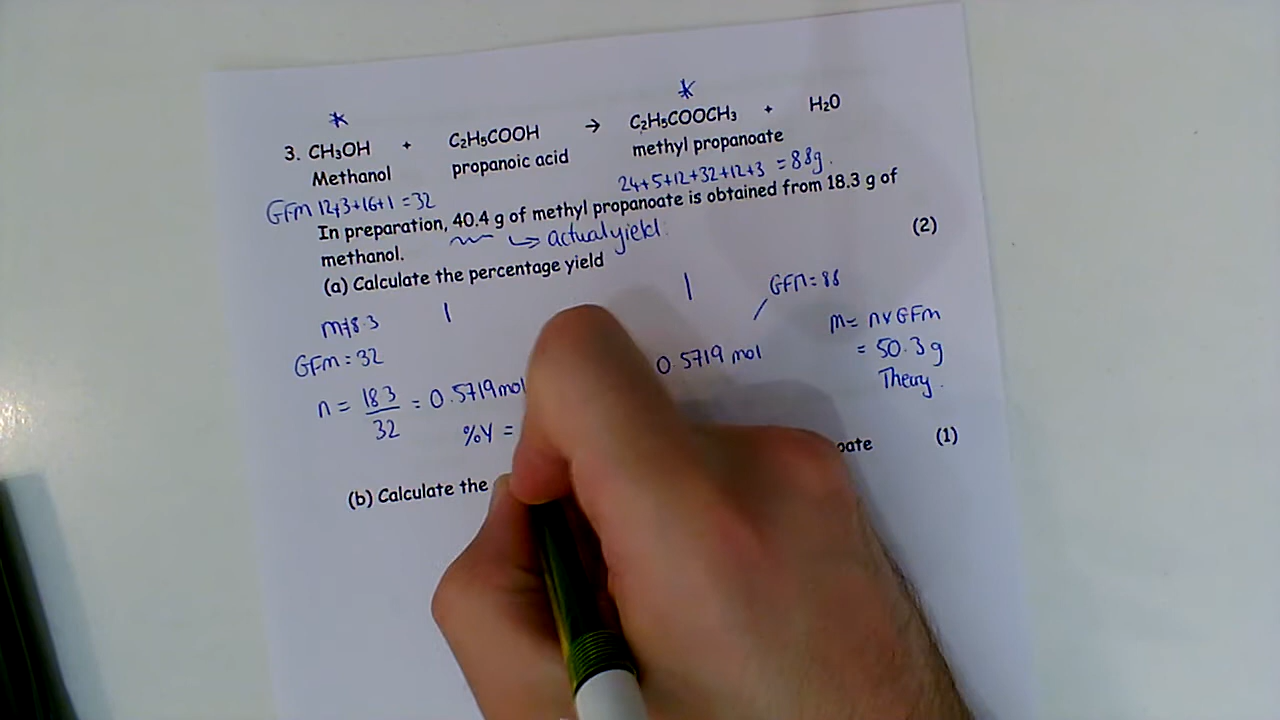 * *
3. CH3OH + C2H5COOH → C2H5COOCH3 + H2O
Methanol propanoic acid methyl propanoate
GFM 12+3+16+1 = 32 24+5+12+32+12+3 = 88g.
In preparation, 40.4 g of methyl propanoate is obtained from 18.3 g of
methanol. ↳ actual yield: (2)
(a) Calculate the percentage yield
m=18.3 1 1 GFM=88
GFM = 32 m = n × GFM
n = 18.3/32 = 0.5719 mol 0.5719 mol = 50.3 g
Theory.
%Y =
(b) Calculate the oate (1)